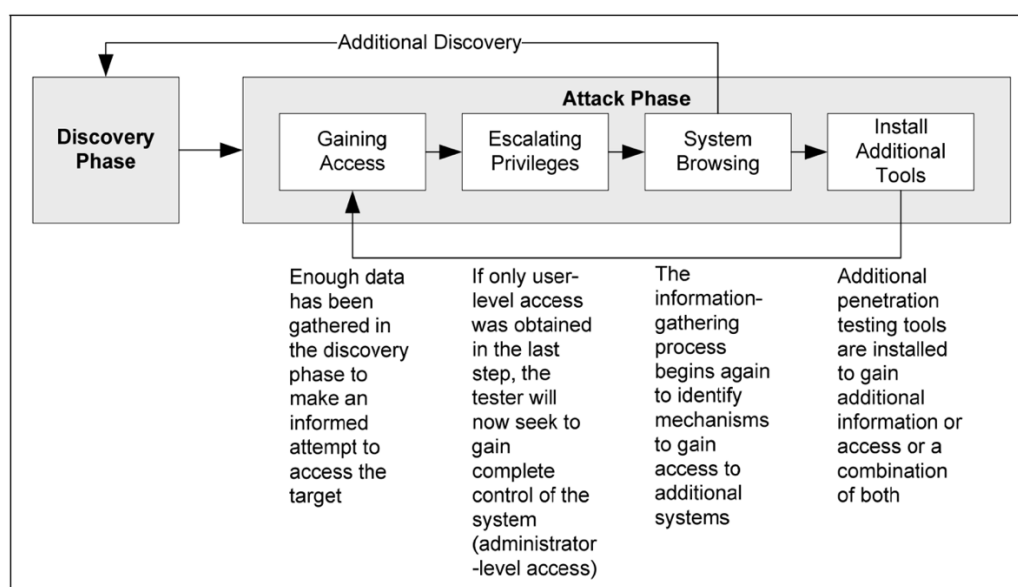 Additional Discovery
Attack Phase
Discovery
Phase
Gaining
Access
Escalating
Privileges
System
Browsing
Install
Additional
Tools
Enough data
has been
gathered in
the discovery
phase to
make an
informed
attempt to
access the
target
If only user-
level access
was obtained
in the last
step, the
tester will
now seek to
gain
complete
control of the
system
(administrator
-level access)
The
information-
gathering
process
begins again
to identify
mechanisms
to gain
access to
additional
systems
Additional
penetration
testing tools
are installed
to gain
additional
information or
access or a
combination
of both